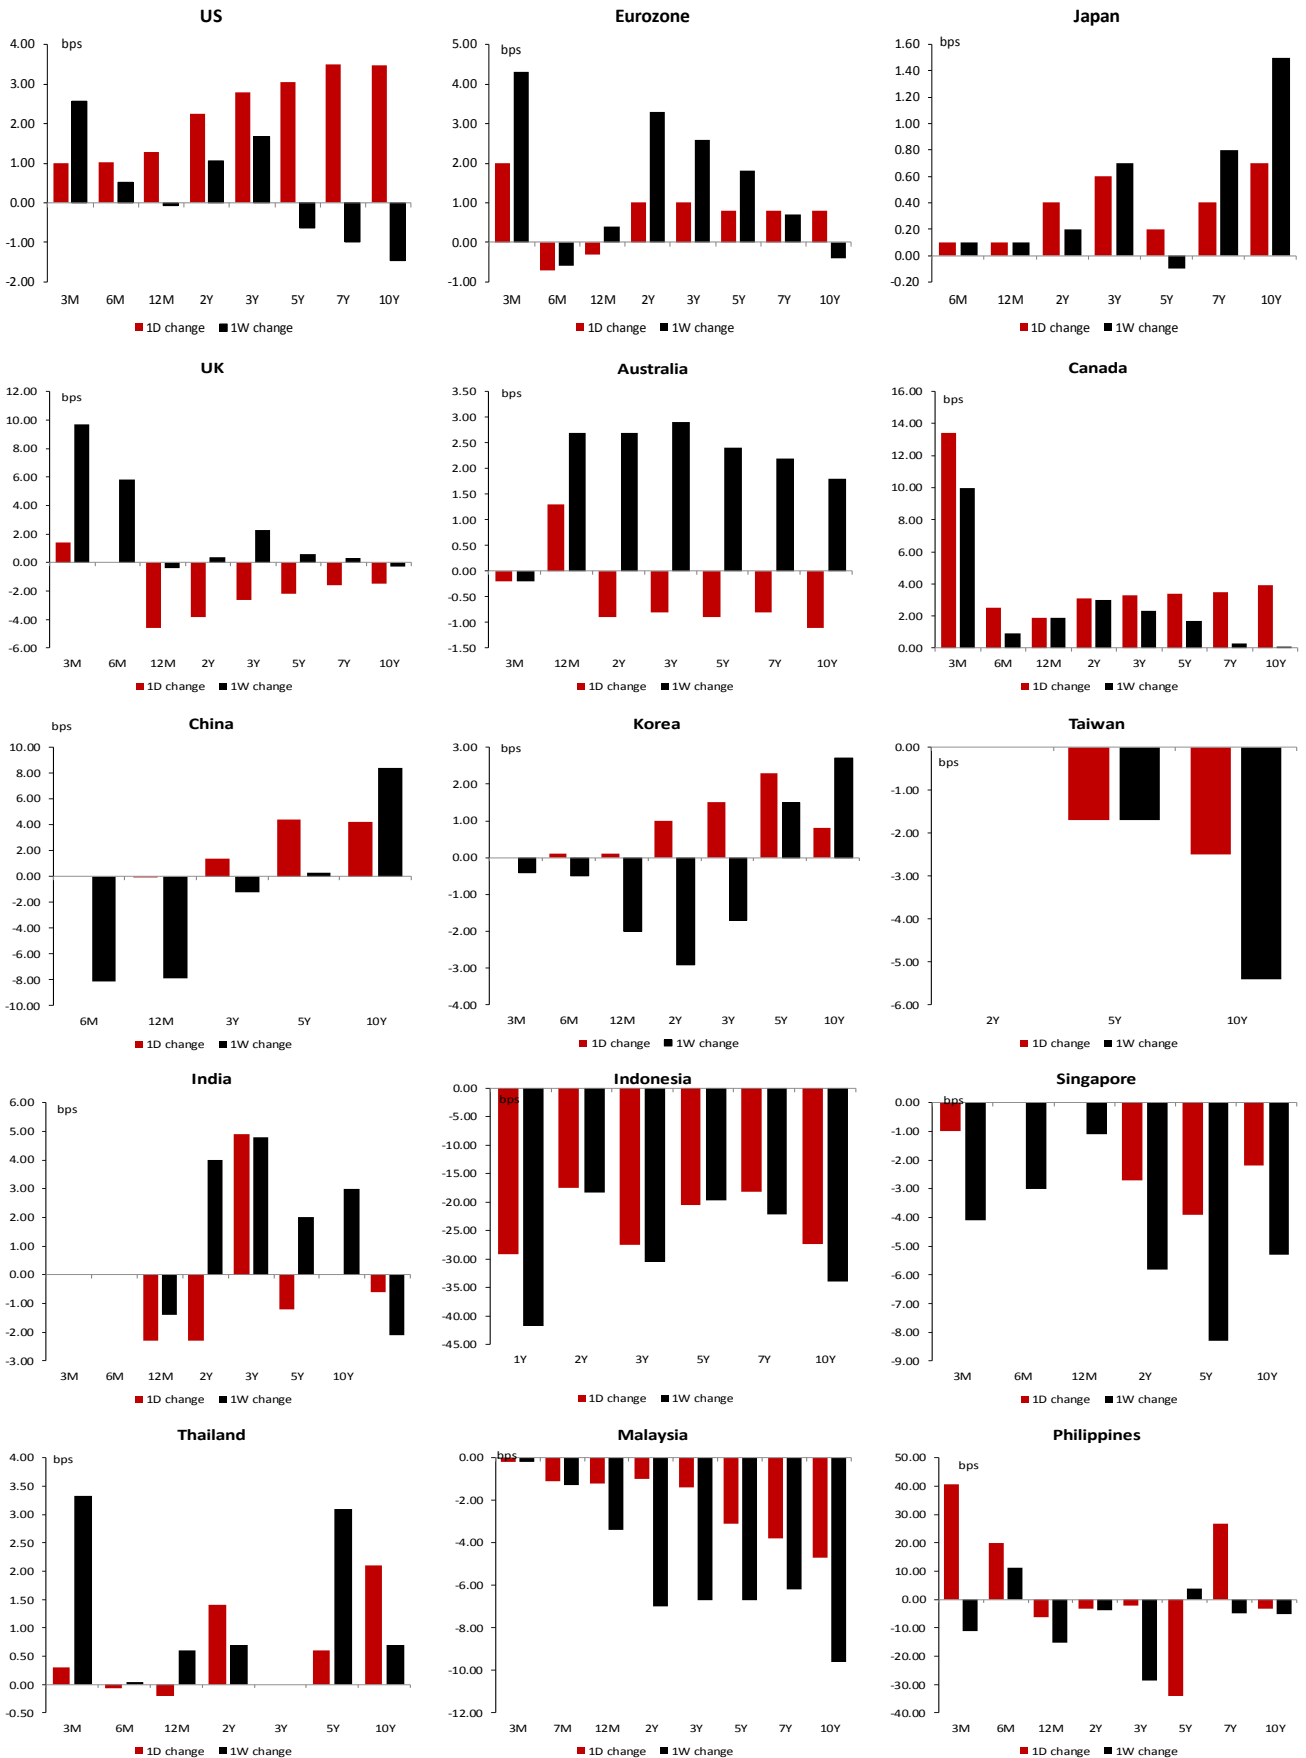 US
bps
4.00
3.00
2.00
1.00
0.00
-1.00
-2.00
3M 6M 12M 2Y 3Y 5Y 7Y 10Y
1D change 1W change
Eurozone
bps
5.00
4.00
3.00
2.00
1.00
0.00
-1.00
3M 6M 12M 2Y 3Y 5Y 7Y 10Y
1D change 1W change
Japan
bps
1.60
1.40
1.20
1.00
0.80
0.60
0.40
0.20
0.00
-0.20
6M 12M 2Y 3Y 5Y 7Y 10Y
1D change 1W change
UK
bps
12.00
10.00
8.00
6.00
4.00
2.00
0.00
-2.00
-4.00
-6.00
3M 6M 12M 2Y 3Y 5Y 7Y 10Y
1D change 1W change
Australia
bps
3.50
3.00
2.50
2.00
1.50
1.00
0.50
0.00
-0.50
-1.00
-1.50
3M 12M 2Y 3Y 5Y 7Y 10Y
1D change 1W change
Canada
bps
16.00
14.00
12.00
10.00
8.00
6.00
4.00
2.00
0.00
3M 6M 12M 2Y 3Y 5Y 7Y 10Y
1D change 1W change
China
bps
10.00
8.00
6.00
4.00
2.00
0.00
-2.00
-4.00
-6.00
-8.00
-10.00
6M 12M 3Y 5Y 10Y
1D change 1W change
Korea
bps
3.00
2.00
1.00
0.00
-1.00
-2.00
-3.00
-4.00
3M 6M 12M 2Y 3Y 5Y 10Y
1D change 1W change
Taiwan
bps
0.00
-1.00
-2.00
-3.00
-4.00
-5.00
-6.00
2Y 5Y 10Y
1D change 1W change
India
bps
6.00
5.00
4.00
3.00
2.00
1.00
0.00
-1.00
-2.00
-3.00
3M 6M 12M 2Y 3Y 5Y 10Y
1D change 1W change
Indonesia
bps
0.00
-5.00
-10.00
-15.00
-20.00
-25.00
-30.00
-35.00
-40.00
-45.00
1Y 2Y 3Y 5Y 7Y 10Y
1D change 1W change
Singapore
bps
0.00
-1.00
-2.00
-3.00
-4.00
-5.00
-6.00
-7.00
-8.00
-9.00
3M 6M 12M 2Y 5Y 10Y
1D change 1W change
Thailand
bps
4.00
3.50
3.00
2.50
2.00
1.50
1.00
0.50
0.00
-0.50
3M 6M 12M 2Y 3Y 5Y 10Y
1D change 1W change
Malaysia
bps
0.00
-2.00
-4.00
-6.00
-8.00
-10.00
-12.00
3M 7M 12M 2Y 3Y 5Y 7Y 10Y
1D change 1W change
Philippines
bps
50.00
40.00
30.00
20.00
10.00
0.00
-10.00
-20.00
-30.00
-40.00
3M 6M 12M 2Y 3Y 5Y 7Y 10Y
1D change 1W change